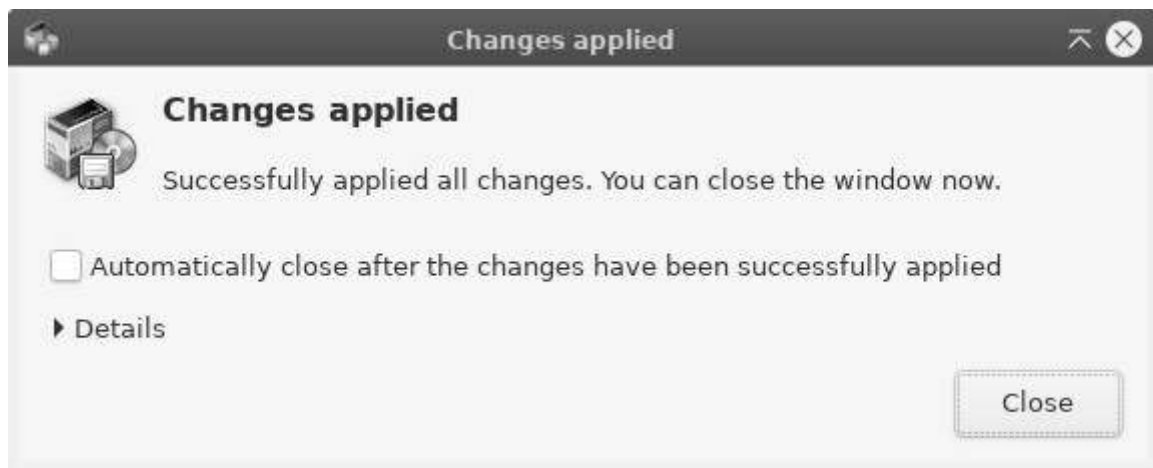 Changes applied
Changes applied
Successfully applied all changes. You can close the window now.
Automatically close after the changes have been successfully applied
Details
Close